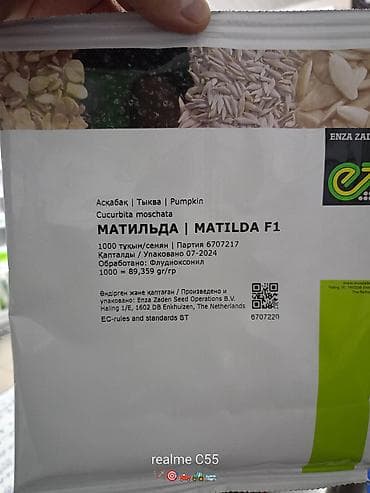 ENZA ZAD
Асқабақ | Тыква | Pumpkin
Cucurbita moschata
МАТИЛЬДА | MATILDA F1
1000 тұқым/семян | Партия 6707217
Қапталды / Упаковано 07-2024
Обработано: Флудиоксонил
1000 = 89,359 gr/гр
Өндірген және қаптаған / Произведено и
упаковано: Enza Zaden Seed Operations B.V.
Haling 1/E, 1602 DB Enkhuizen, The Netherlands
EC-rules and standards ST
6707220
realme C55